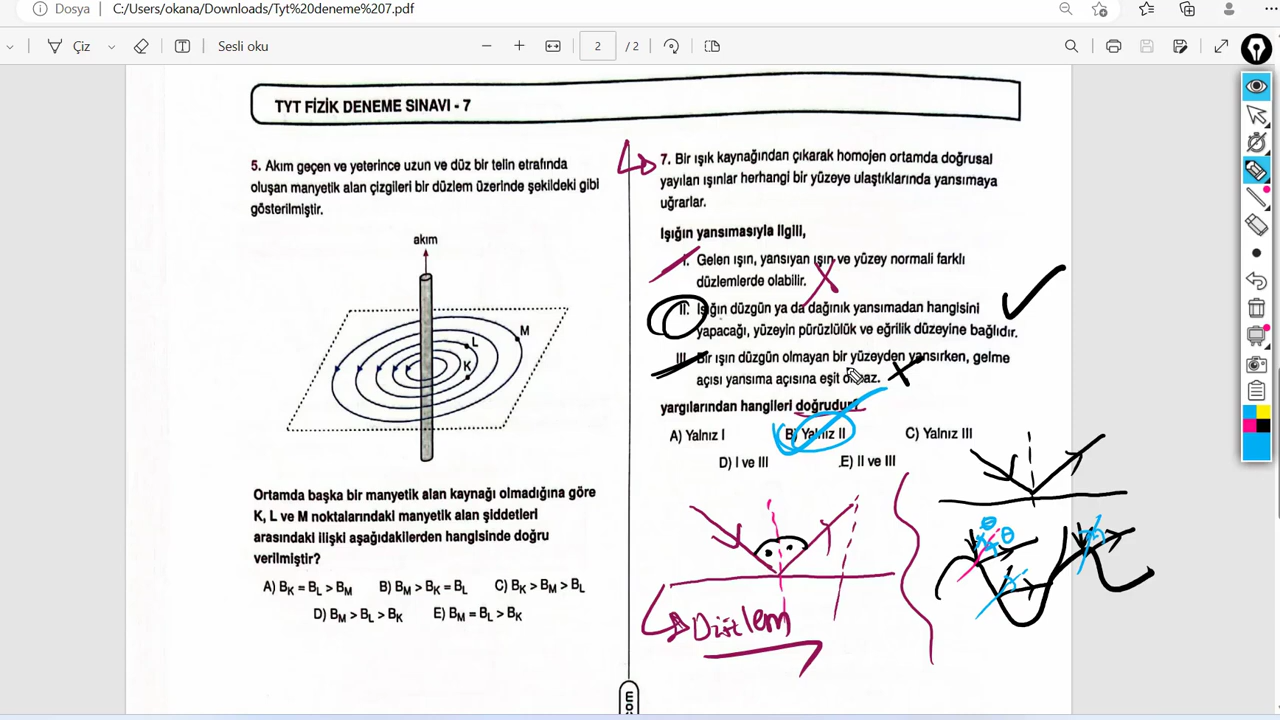 Dosya
C:/Users/okana/Downloads/Tyt%20deneme%207.pdf
Çiz
Sesli oku
2
/ 2
TYT FİZİK DENEME SINAVI - 7
5. Akım geçen ve yeterince uzun ve düz bir telin etrafında
oluşan manyetik alan çizgileri bir düzlem üzerinde şekildeki gibi
gösterilmiştir.
akım
M
L
K
Ortamda başka bir manyetik alan kaynağı olmadığına göre
K, L ve M noktalarındaki manyetik alan şiddetleri
arasındaki ilişki aşağıdakilerden hangisinde doğru
verilmiştir?
A) BK = BL > BM B) BM > BK = BL C) BK > BM > BL
D) BM > BL > BK E) BM = BL > BK
7. Bir ışık kaynağından çıkarak homojen ortamda doğrusal
yayılan ışınlar herhangi bir yüzeye ulaştıklarında yansımaya
uğrarlar.
Işığın yansımasıyla ilgili,
I. Gelen ışın, yansıyan ışın ve yüzey normali farklı
düzlemlerde olabilir.
II. Işığın düzgün ya da dağınık yansımadan hangisini
yapacağı, yüzeyin pürüzlülük ve eğrilik düzeyine bağlıdır.
III. Bir ışın düzgün olmayan bir yüzeyden yansırken, gelme
açısı yansıma açısına eşit olmaz.
yargılarından hangileri doğrudur?
A) Yalnız I B) Yalnız II C) Yalnız III
D) I ve III E) II ve III
θ θ
Düzlem
com